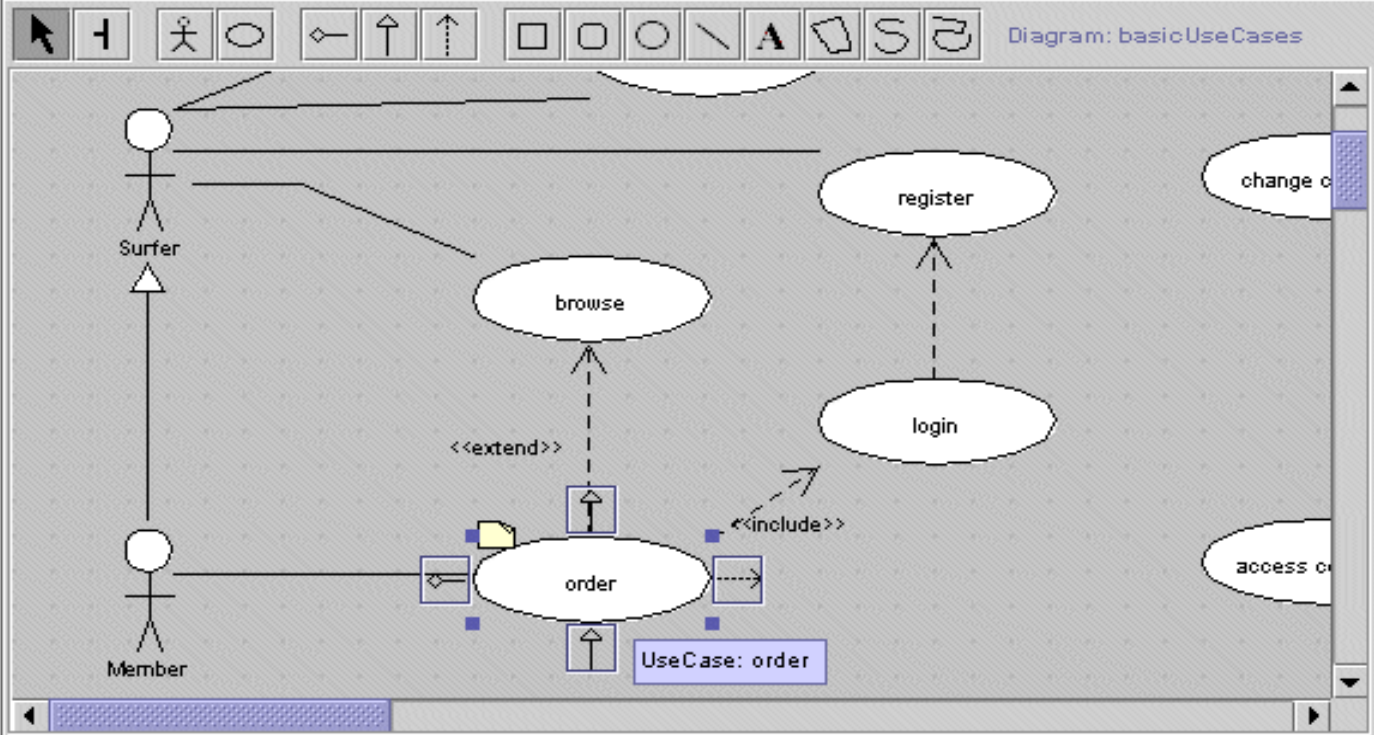 A
Diagram: basicUseCases
change c
register
Surfer
browse
login
<<extend>>
<<include>>
access c
order
UseCase: order
Member